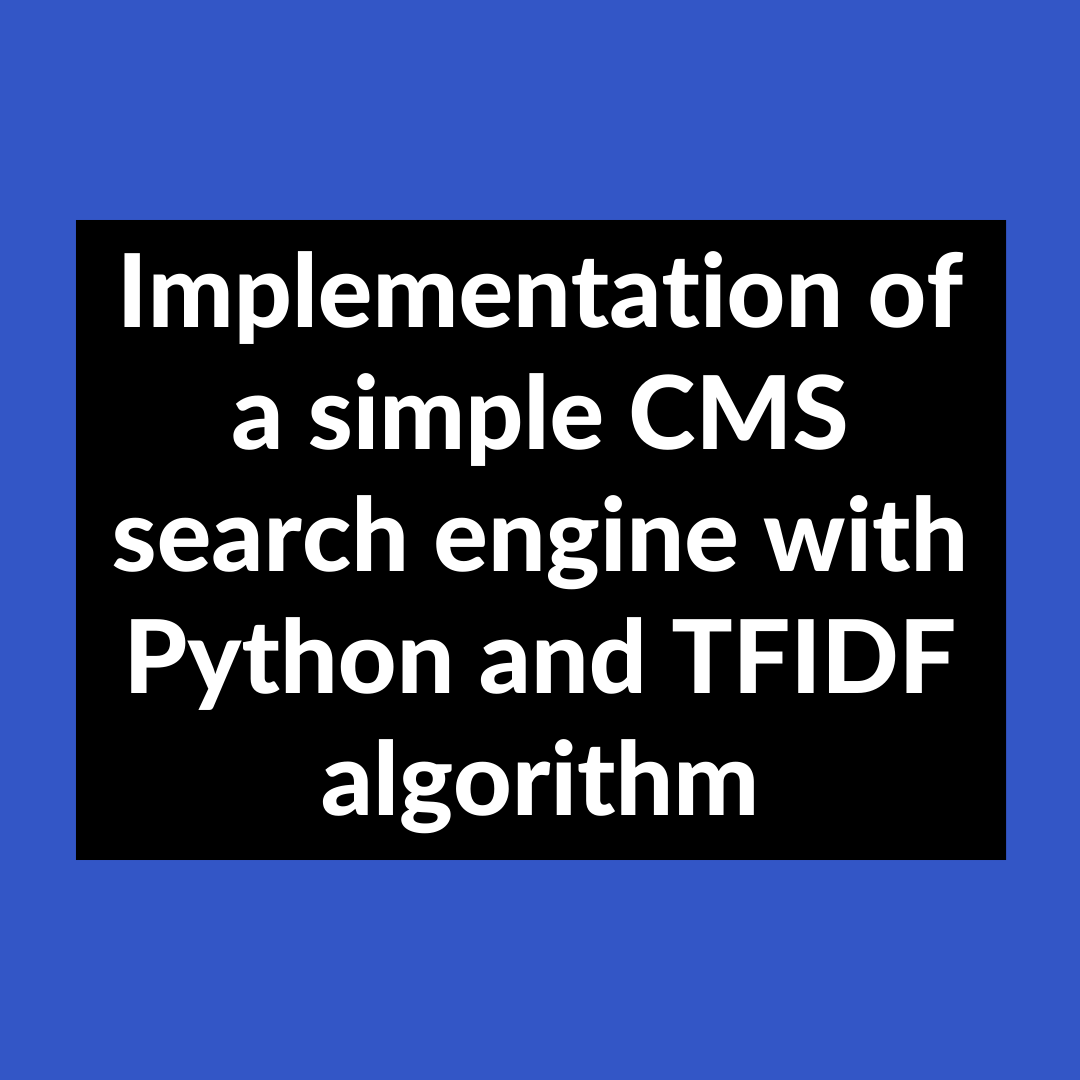 Implementation of
a simple CMS
search engine with
Python and TFIDF
algorithm